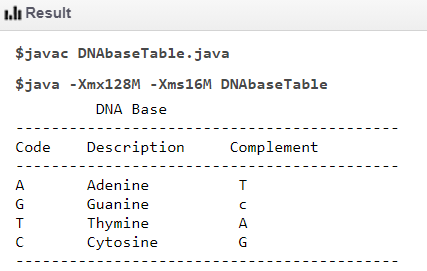 Result
$javac DNAbaseTable.java
$java -Xmx128M -Xms16M DNAbaseTable
DNA Base
-------------------------------------------
Code Description Complement
-------------------------------------------
A Adenine T
G Guanine c
T Thymine A
C Cytosine G
-------------------------------------------